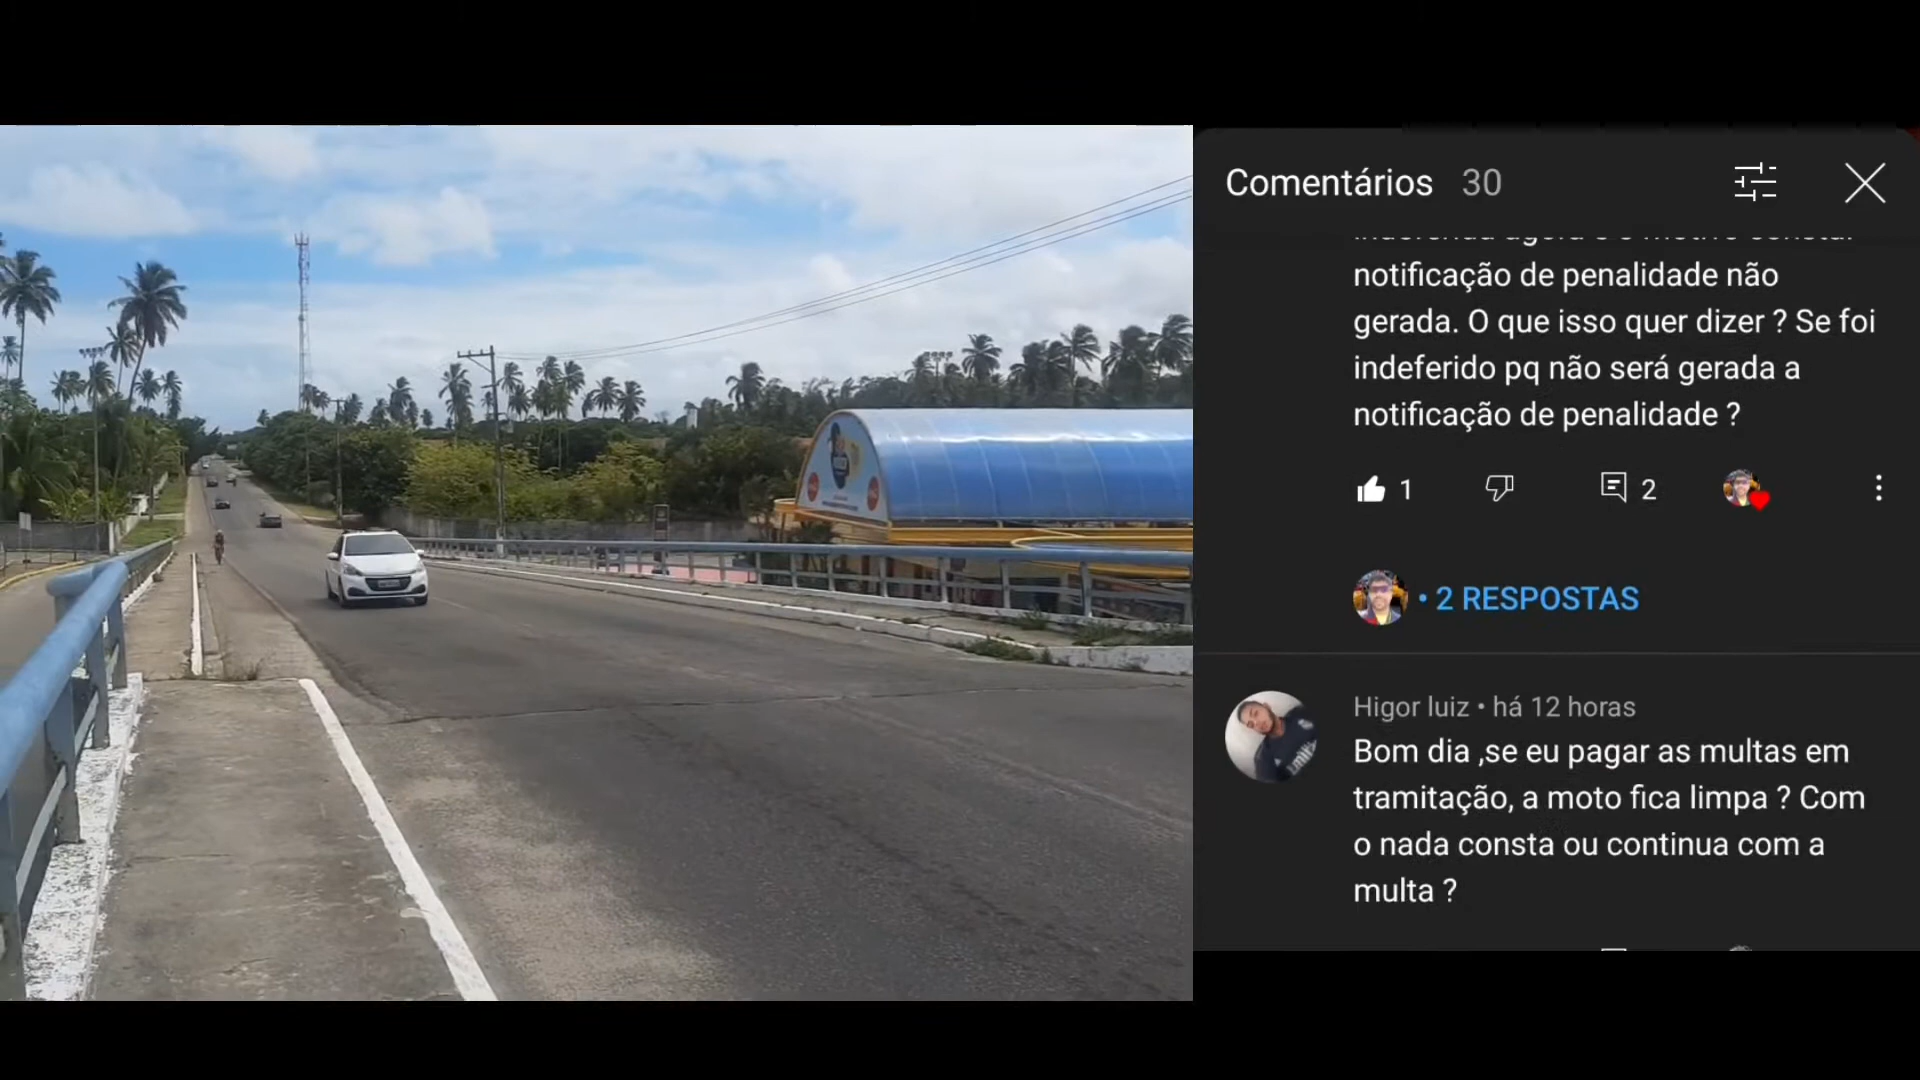 Comentários 30
notificação de penalidade não
gerada. O que isso quer dizer ? Se foi
indeferido pq não será gerada a
notificação de penalidade ?
1
2
• 2 RESPOSTAS
Higor luiz • há 12 horas
Bom dia ,se eu pagar as multas em
tramitação, a moto fica limpa ? Com
o nada consta ou continua com a
multa ?